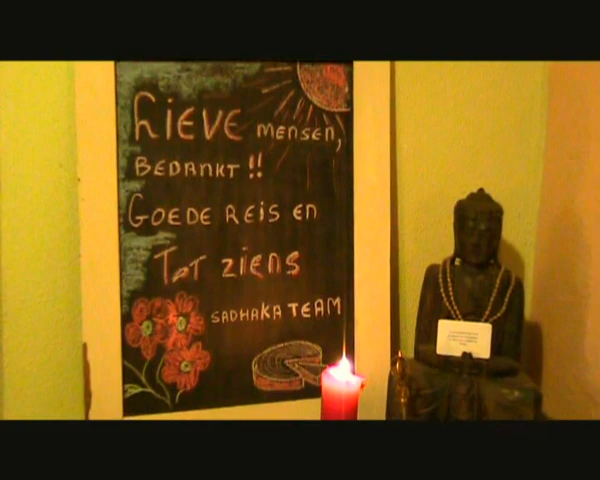 Lieve mensen,
BEDANKT !!
GOEDE REIS EN
TOT ZIENS
SADHAKA TEAM